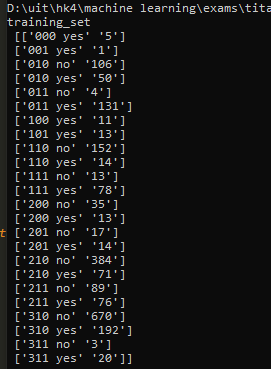 D:\uit\hk4\machine learning\exams\tita
training_set
[['000 yes' '5']
['001 yes' '1']
['010 no' '106']
['010 yes' '50']
['011 no' '4']
['011 yes' '131']
['100 yes' '11']
['101 yes' '13']
['110 no' '152']
['110 yes' '14']
['111 no' '13']
['111 yes' '78']
['200 no' '35']
['200 yes' '13']
['201 no' '17']
['201 yes' '14']
['210 no' '384']
['210 yes' '71']
['211 no' '89']
['211 yes' '76']
['310 no' '670']
['310 yes' '192']
['311 no' '3']
['311 yes' '20']]
t